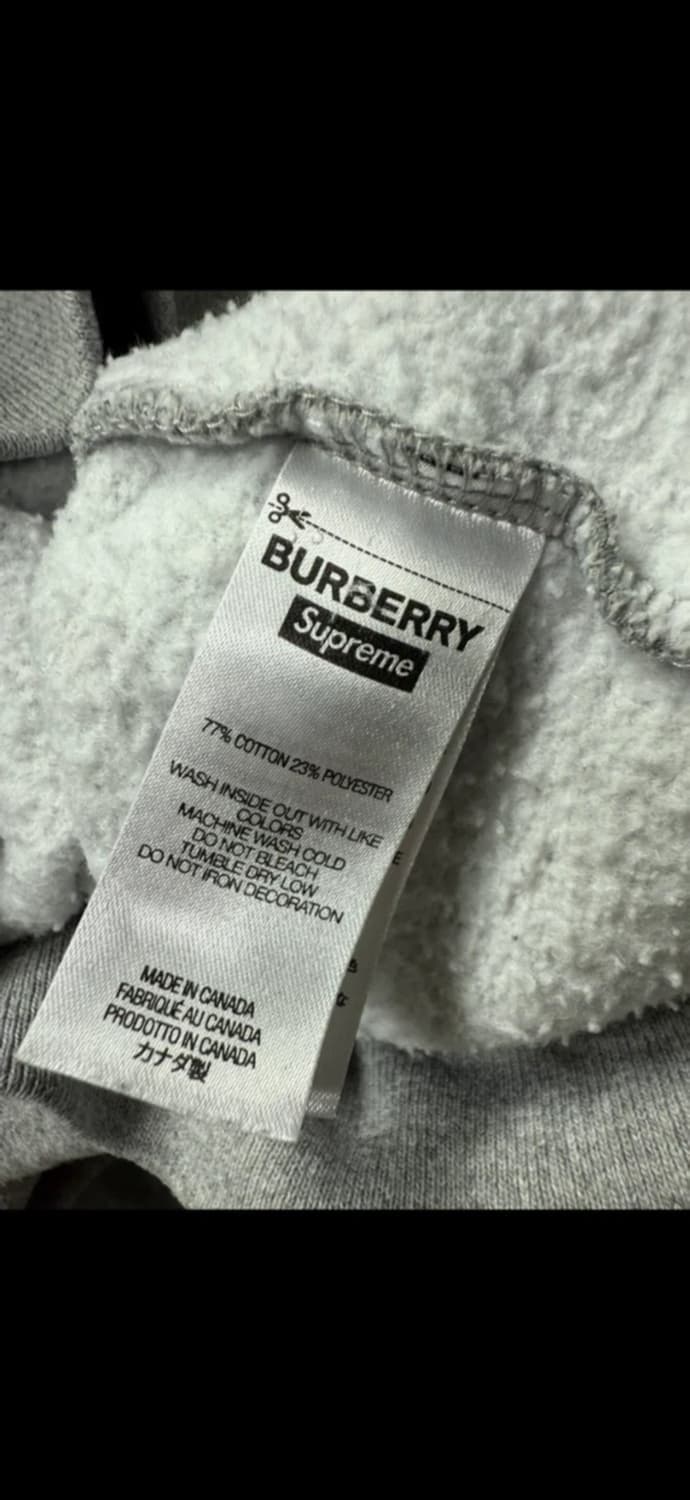 BURBERRY
Supreme
77% COTTON 23% POLYESTER
WASH INSIDE OUT WITH LIKE
COLORS
MACHINE WASH COLD
DO NOT BLEACH
TUMBLE DRY LOW
DO NOT IRON DECORATION
MADE IN CANADA
FABRIQUÉ AU CANADA
PRODOTTO IN CANADA
カナダ製